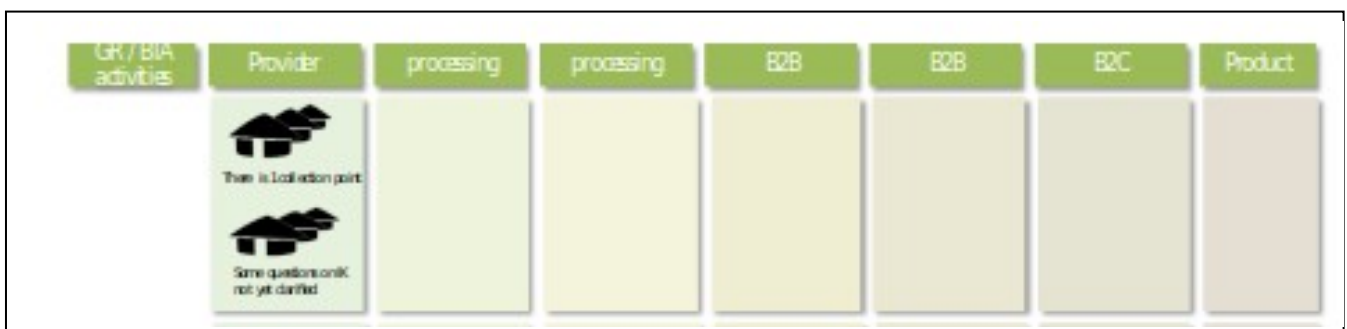 GR / BIA
activities
Provider
processing
processing
B2B
B2B
B2C
Product
There is 1 collection point
Some questions on IK
not yet clarified